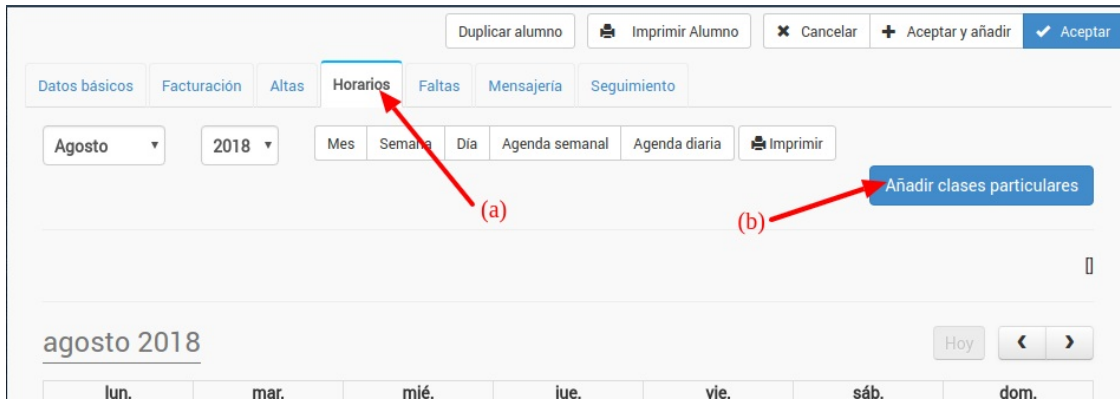 Duplicar alumno Imprimir Alumno Cancelar Aceptar y añadir Aceptar
Datos básicos Facturación Altas Horarios Faltas Mensajería Seguimiento
Agosto 2018 Mes Semana Día Agenda semanal Agenda diaria Imprimir
Añadir clases particulares
(a)
(b)
[]
agosto 2018 Hoy
lun. mar. mié. jue. vie. sáb. dom.